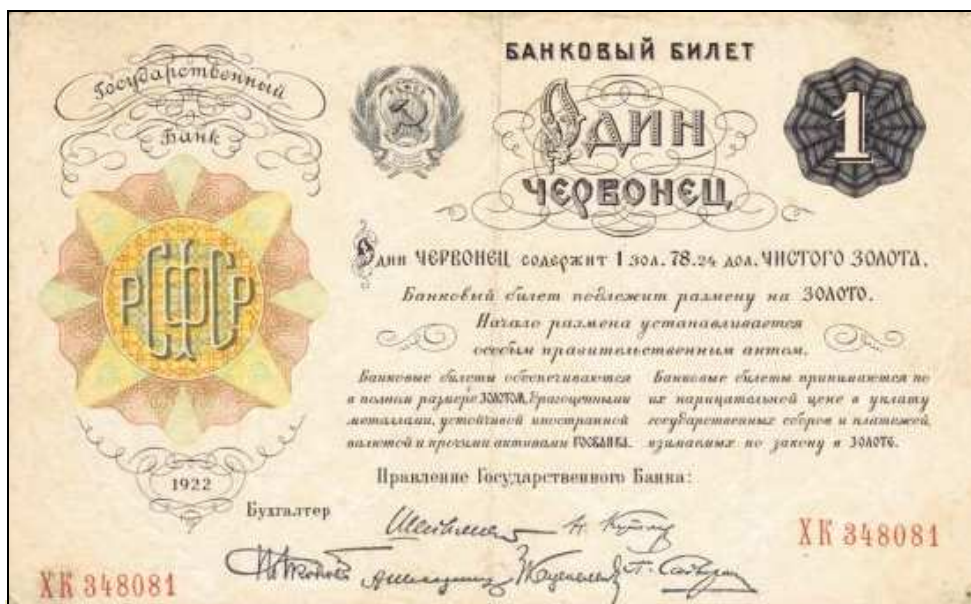 Государственный
Банк
РСФСР
1922
РСФСР
БАНКОВЫЙ БИЛЕТ
ОДИН
ЧЕРВОНЕЦ
1
Один ЧЕРВОНЕЦ содержит 1 зол. 78.24 дол. ЧИСТОГО ЗОЛОТА.
Банковый билет подлежит размену на ЗОЛОТО.
Начало размена устанавливается
особым правительственным актом.
Банковые билеты обеспечиваются
в полном размере ЗОЛОТОМ, драгоценными
металлами, устойчивой иностранной
валютой и прочими активами ГОСБАНКА.
Банковые билеты принимаются по
их нарицательной цене в уплату
государственных сборов и платежей,
взимаемых по закону в ЗОЛОТЕ.
Правление Государственного Банка:
Бухгалтер
ХК 348081
ХК 348081